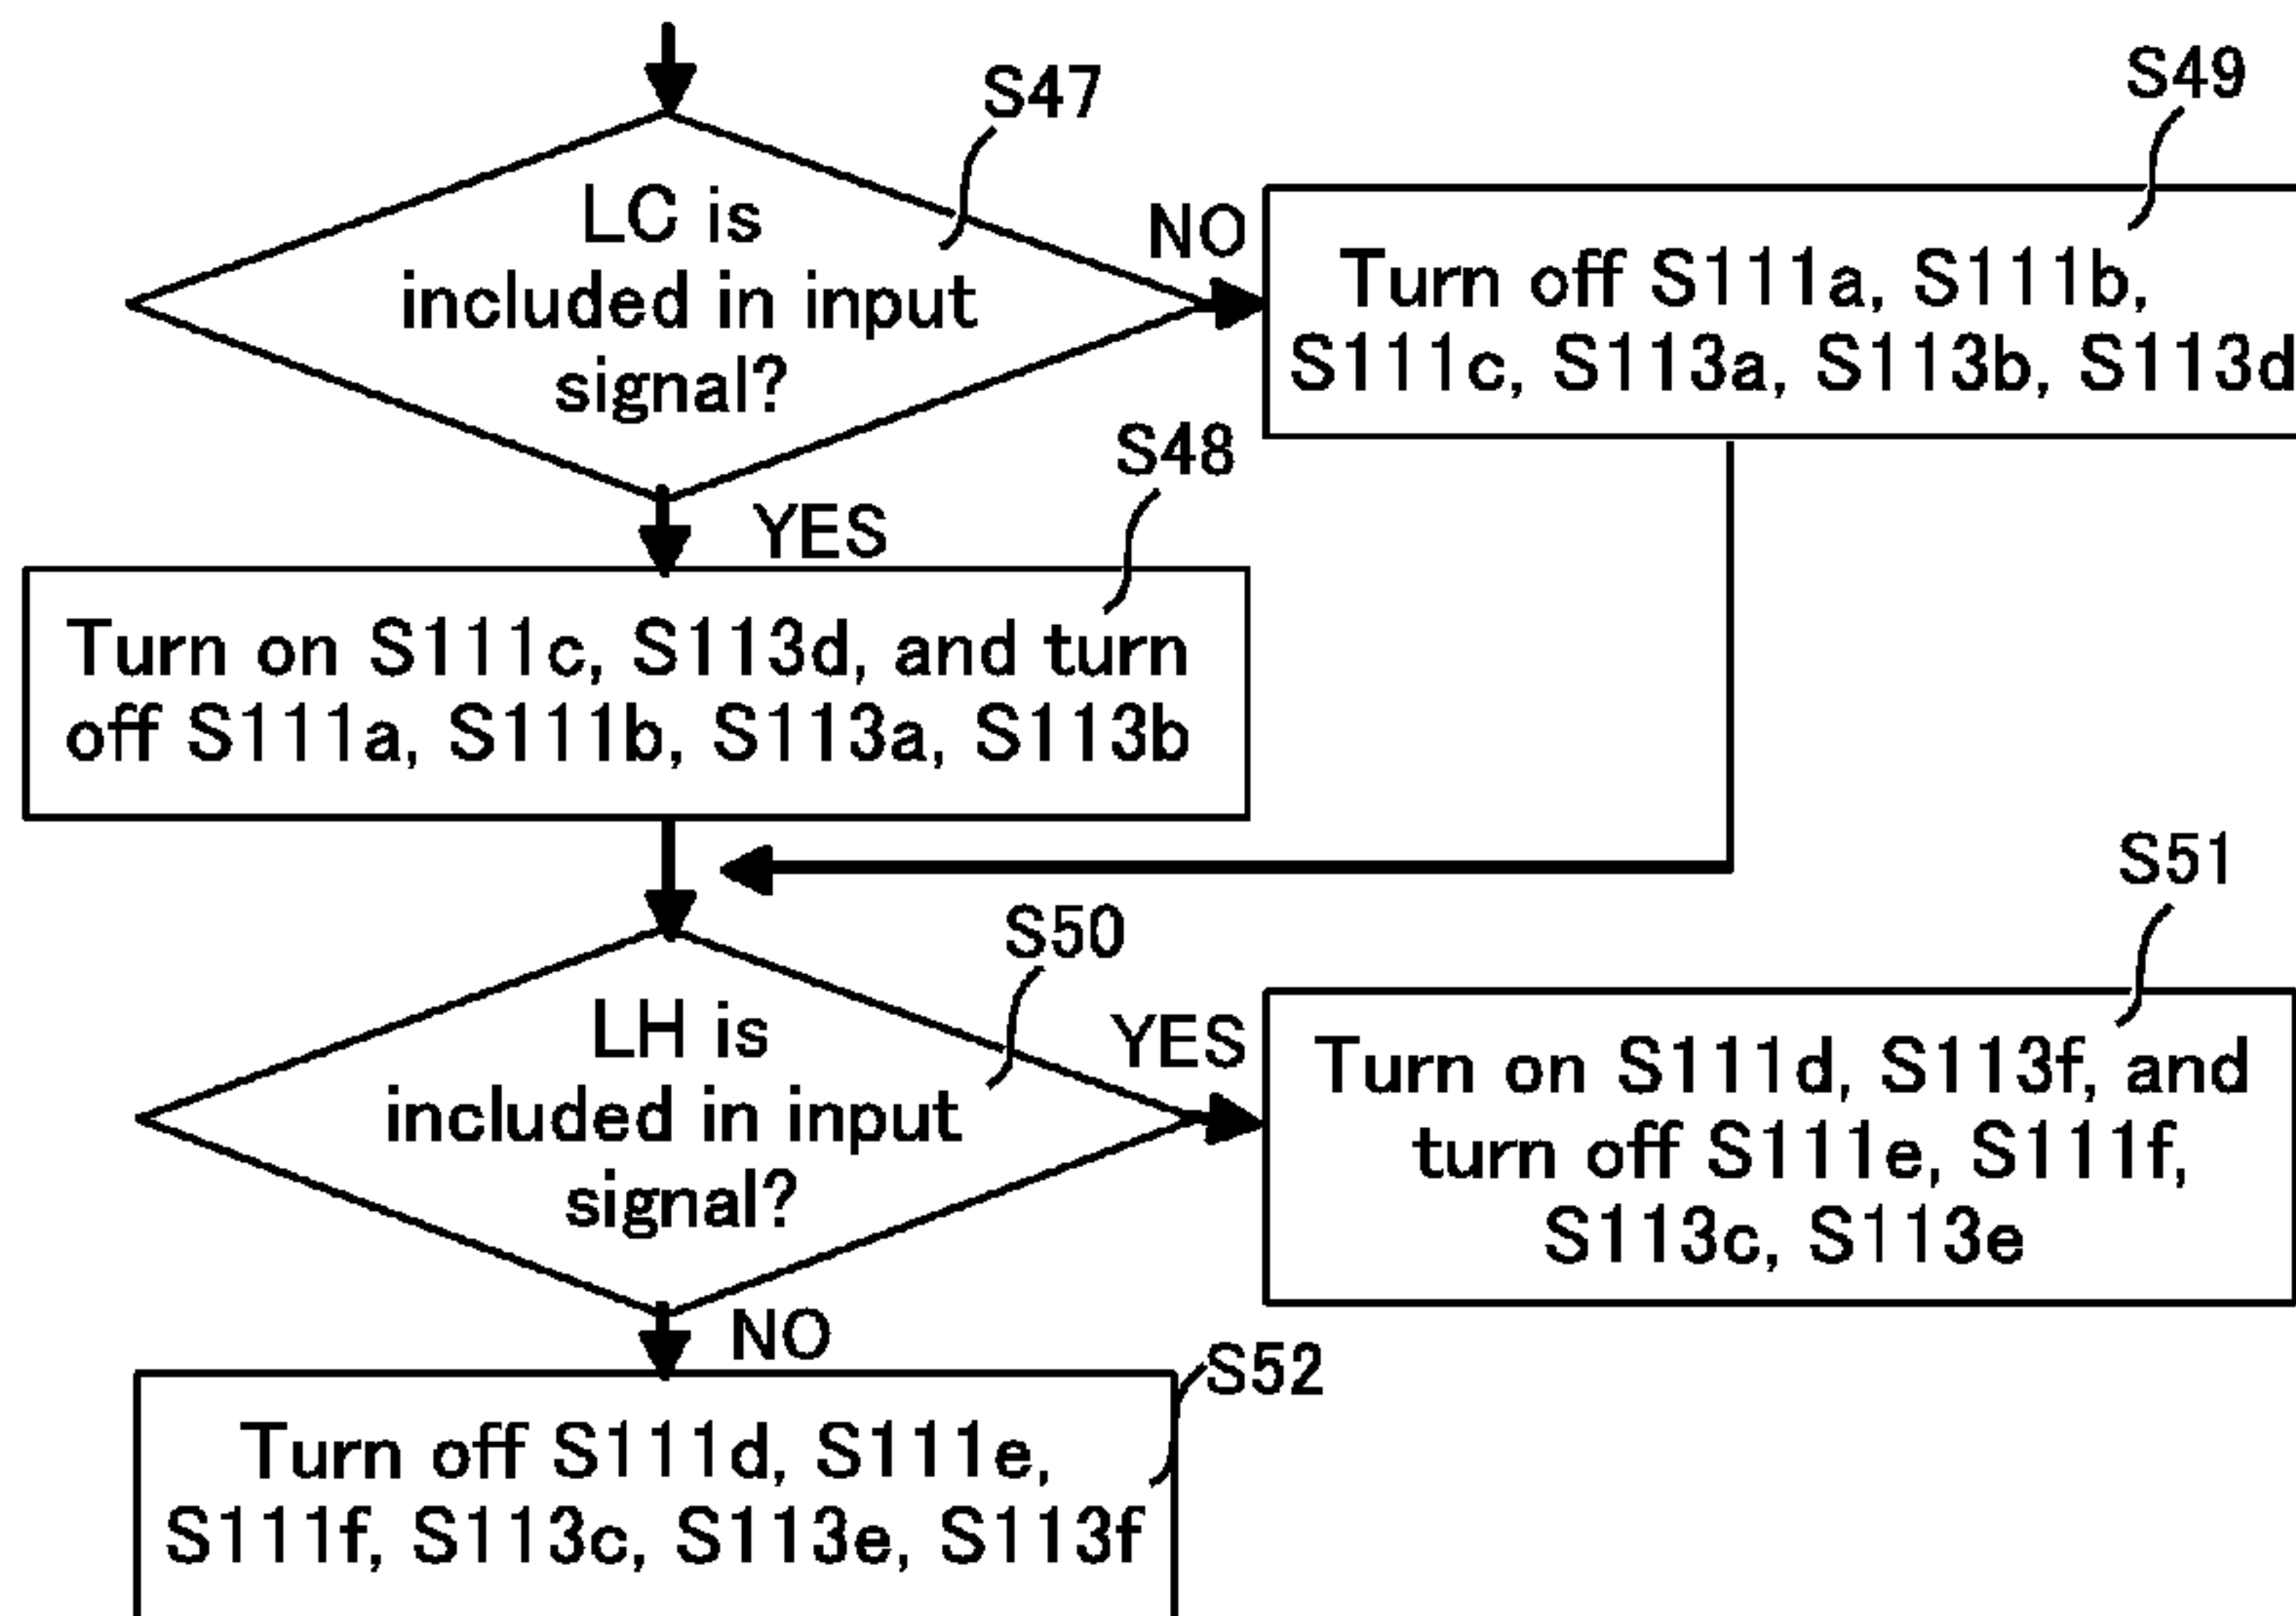 S47
LC is
included in input
signal?
NO
S49
Turn off S111a, S111b,
S111c, S113a, S113b, S113d
YES
S48
Turn on S111c, S113d, and turn
off S111a, S111b, S113a, S113b
S50
LH is
included in input
signal?
YES
S51
Turn on S111d, S113f, and
turn off S111e, S111f,
S113c, S113e
NO
S52
Turn off S111d, S111e,
S111f, S113c, S113e, S113f